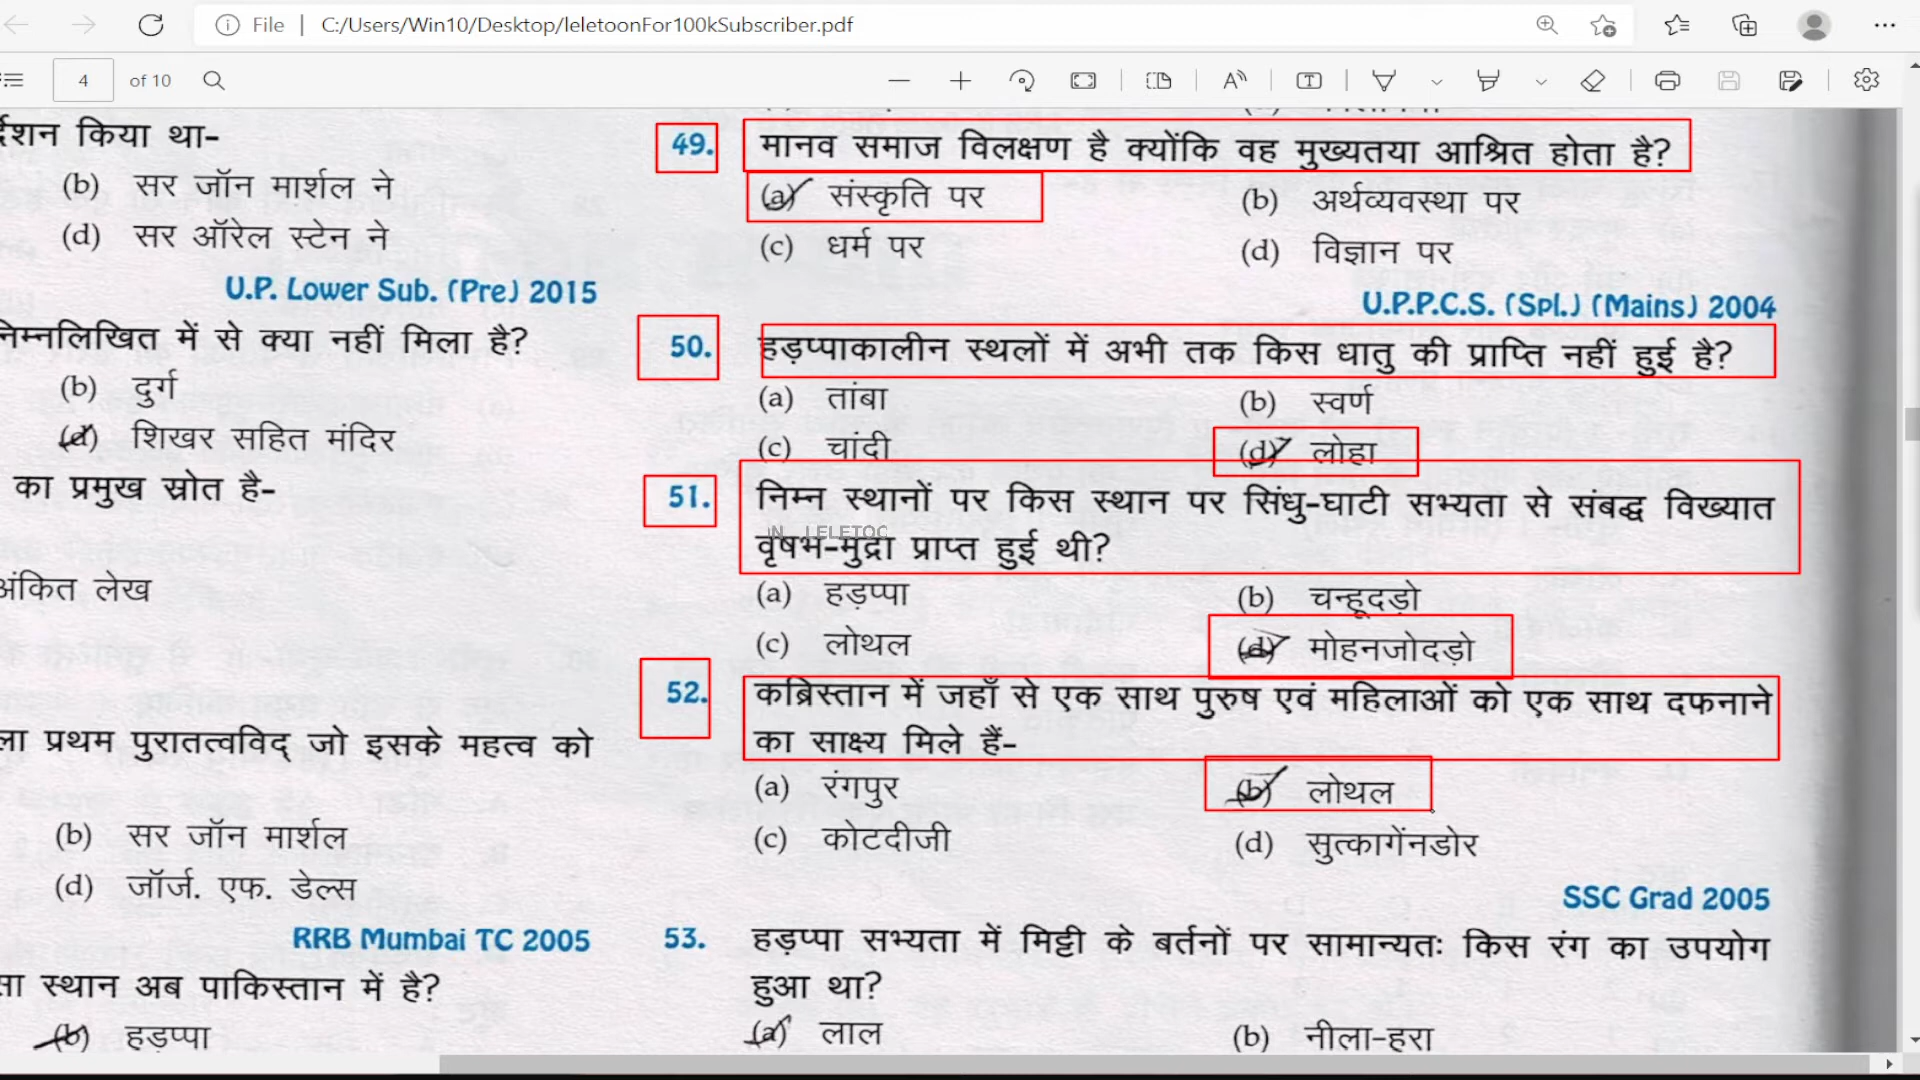 File | C:/Users/Win10/Desktop/leletoonFor100kSubscriber.pdf
4 of 10
किया था-
(b) सर जॉन मार्शल ने
(d) सर ऑरेल स्टेन ने
U.P. Lower Sub. (Pre) 2015
निम्नलिखित में से क्या नहीं मिला है?
(b) दुर्ग
(d) शिखर सहित मंदिर
का प्रमुख स्रोत है-
अंकित लेख
प्रथम पुरातत्वविद् जो इसके महत्व को
(b) सर जॉन मार्शल
(d) जॉर्ज. एफ. डेल्स
RRB Mumbai TC 2005
स्थान अब पाकिस्तान में है?
(b) हड़प्पा
49. मानव समाज विलक्षण है क्योंकि वह मुख्यतया आश्रित होता है?
(a) संस्कृति पर (b) अर्थव्यवस्था पर
(c) धर्म पर (d) विज्ञान पर
U.P.P.C.S. (Spl.) (Mains) 2004
50. हड़प्पाकालीन स्थलों में अभी तक किस धातु की प्राप्ति नहीं हुई है?
(a) तांबा (b) स्वर्ण
(c) चांदी (d) लोहा
51. निम्न स्थानों पर किस स्थान पर सिंधु-घाटी सभ्यता से संबद्ध विख्यात
वृषभ-मुद्रा प्राप्त हुई थी?
(a) हड़प्पा (b) चन्हूदड़ो
(c) लोथल (d) मोहनजोदड़ो
52. कब्रिस्तान में जहाँ से एक साथ पुरुष एवं महिलाओं को एक साथ दफनाने
का साक्ष्य मिले हैं-
(a) रंगपुर (b) लोथल
(c) कोटदीजी (d) सुत्कागेंनडोर
SSC Grad 2005
53. हड़प्पा सभ्यता में मिट्टी के बर्तनों पर सामान्यतः किस रंग का उपयोग
हुआ था?
(a) लाल (b) नीला-हरा